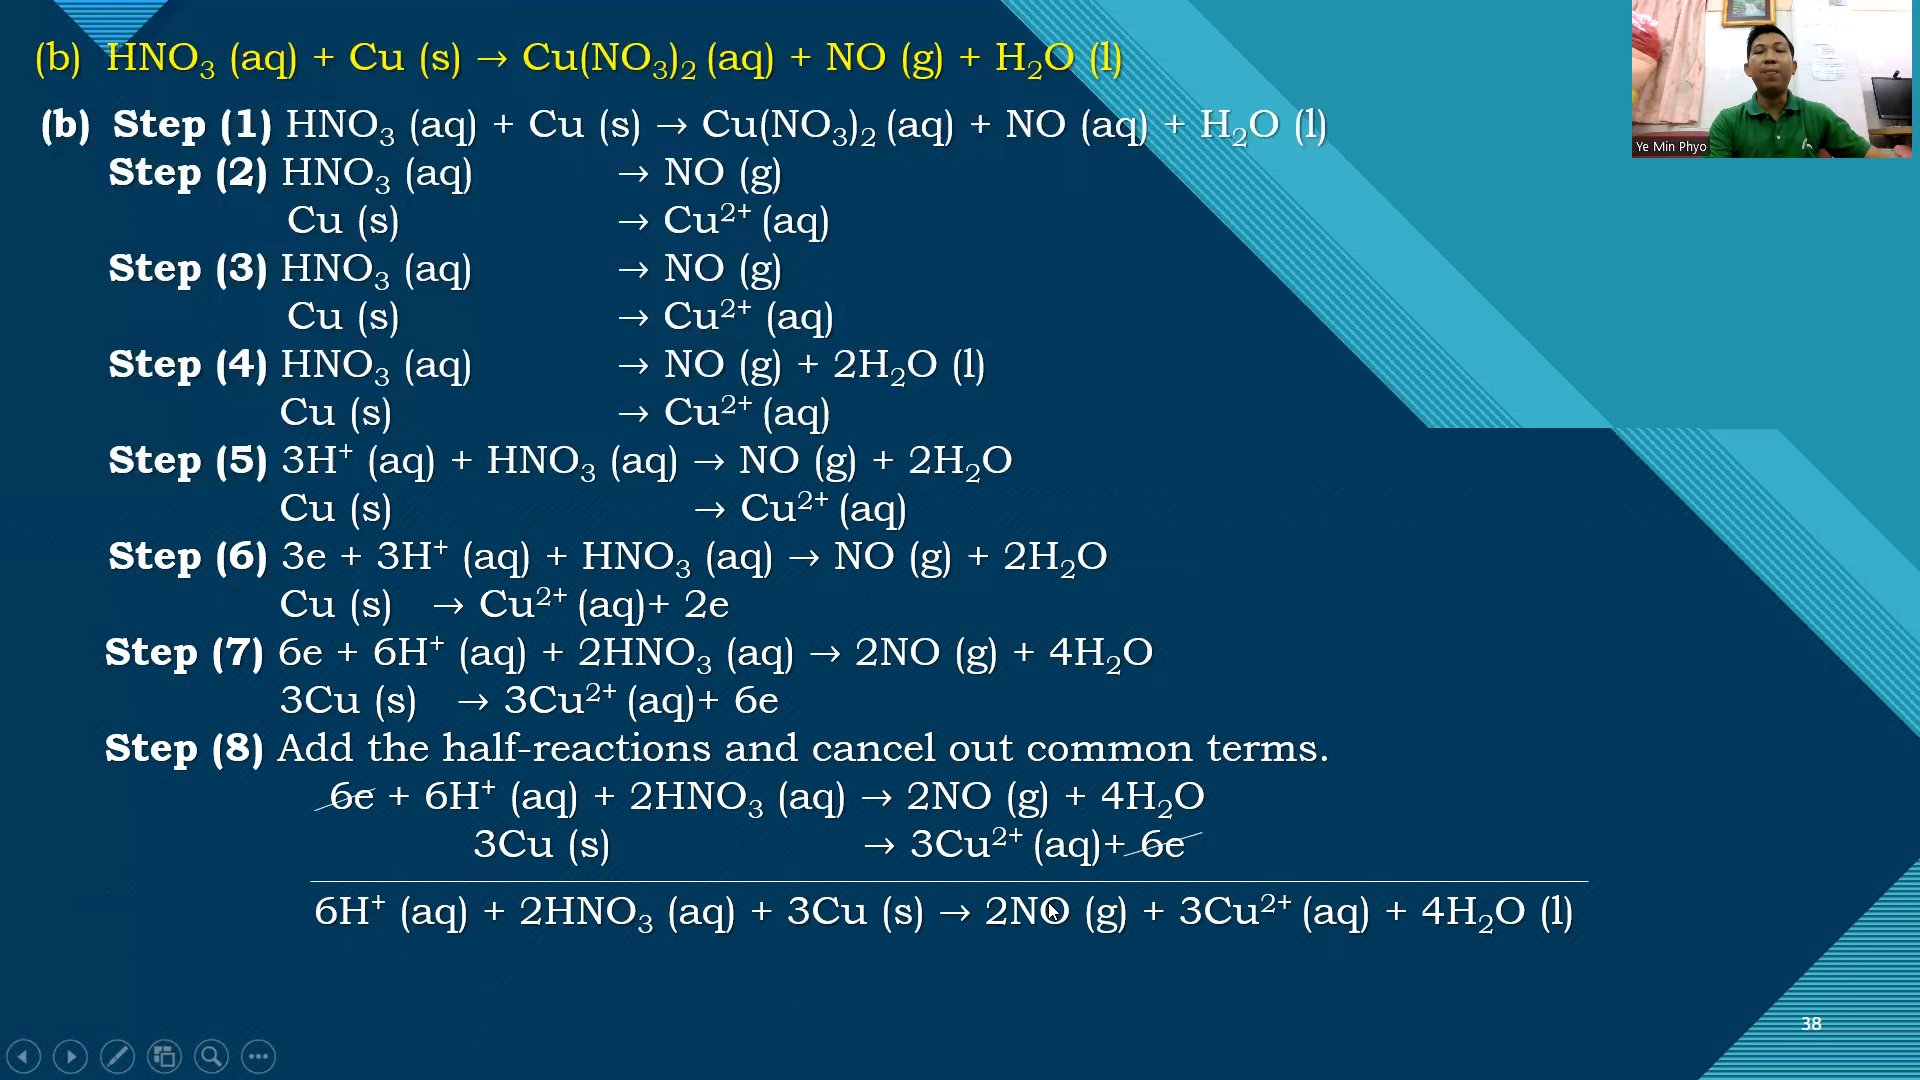 (b) HNO₃ (aq) + Cu (s) → Cu(NO₃)₂ (aq) + NO (g) + H₂O (l)
(b) Step (1) HNO₃ (aq) + Cu (s) → Cu(NO₃)₂ (aq) + NO (aq) + H₂O (l)
Step (2) HNO₃ (aq) → NO (g)
Cu (s) → Cu²⁺ (aq)
Step (3) HNO₃ (aq) → NO (g)
Cu (s) → Cu²⁺ (aq)
Step (4) HNO₃ (aq) → NO (g) + 2H₂O (l)
Cu (s) → Cu²⁺ (aq)
Step (5) 3H⁺ (aq) + HNO₃ (aq) → NO (g) + 2H₂O
Cu (s) → Cu²⁺ (aq)
Step (6) 3e + 3H⁺ (aq) + HNO₃ (aq) → NO (g) + 2H₂O
Cu (s) → Cu²⁺ (aq)+ 2e
Step (7) 6e + 6H⁺ (aq) + 2HNO₃ (aq) → 2NO (g) + 4H₂O
3Cu (s) → 3Cu²⁺ (aq)+ 6e
Step (8) Add the half-reactions and cancel out common terms.
6e + 6H⁺ (aq) + 2HNO₃ (aq) → 2NO (g) + 4H₂O
3Cu (s) → 3Cu²⁺ (aq)+ 6e
6H⁺ (aq) + 2HNO₃ (aq) + 3Cu (s) → 2NO (g) + 3Cu²⁺ (aq) + 4H₂O (l)
Ye Min Phyo
38